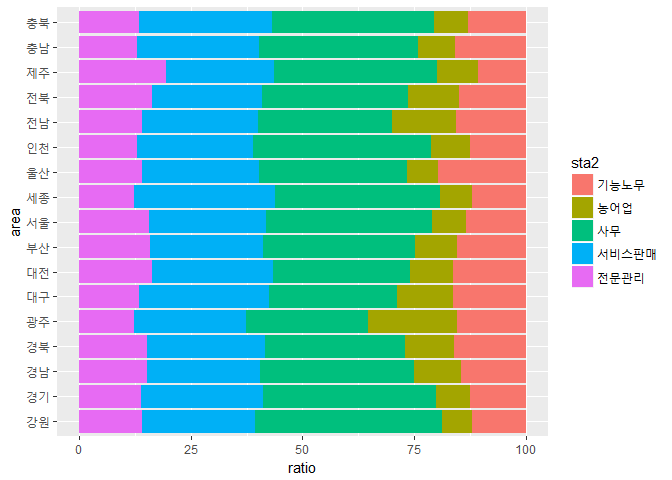 충북
충남
제주
전북
전남
인천
울산
세종
서울
부산
대전
대구
광주
경북
경남
경기
강원
area
0
25
50
75
100
ratio
sta2
기능노무
농어업
사무
서비스판매
전문관리